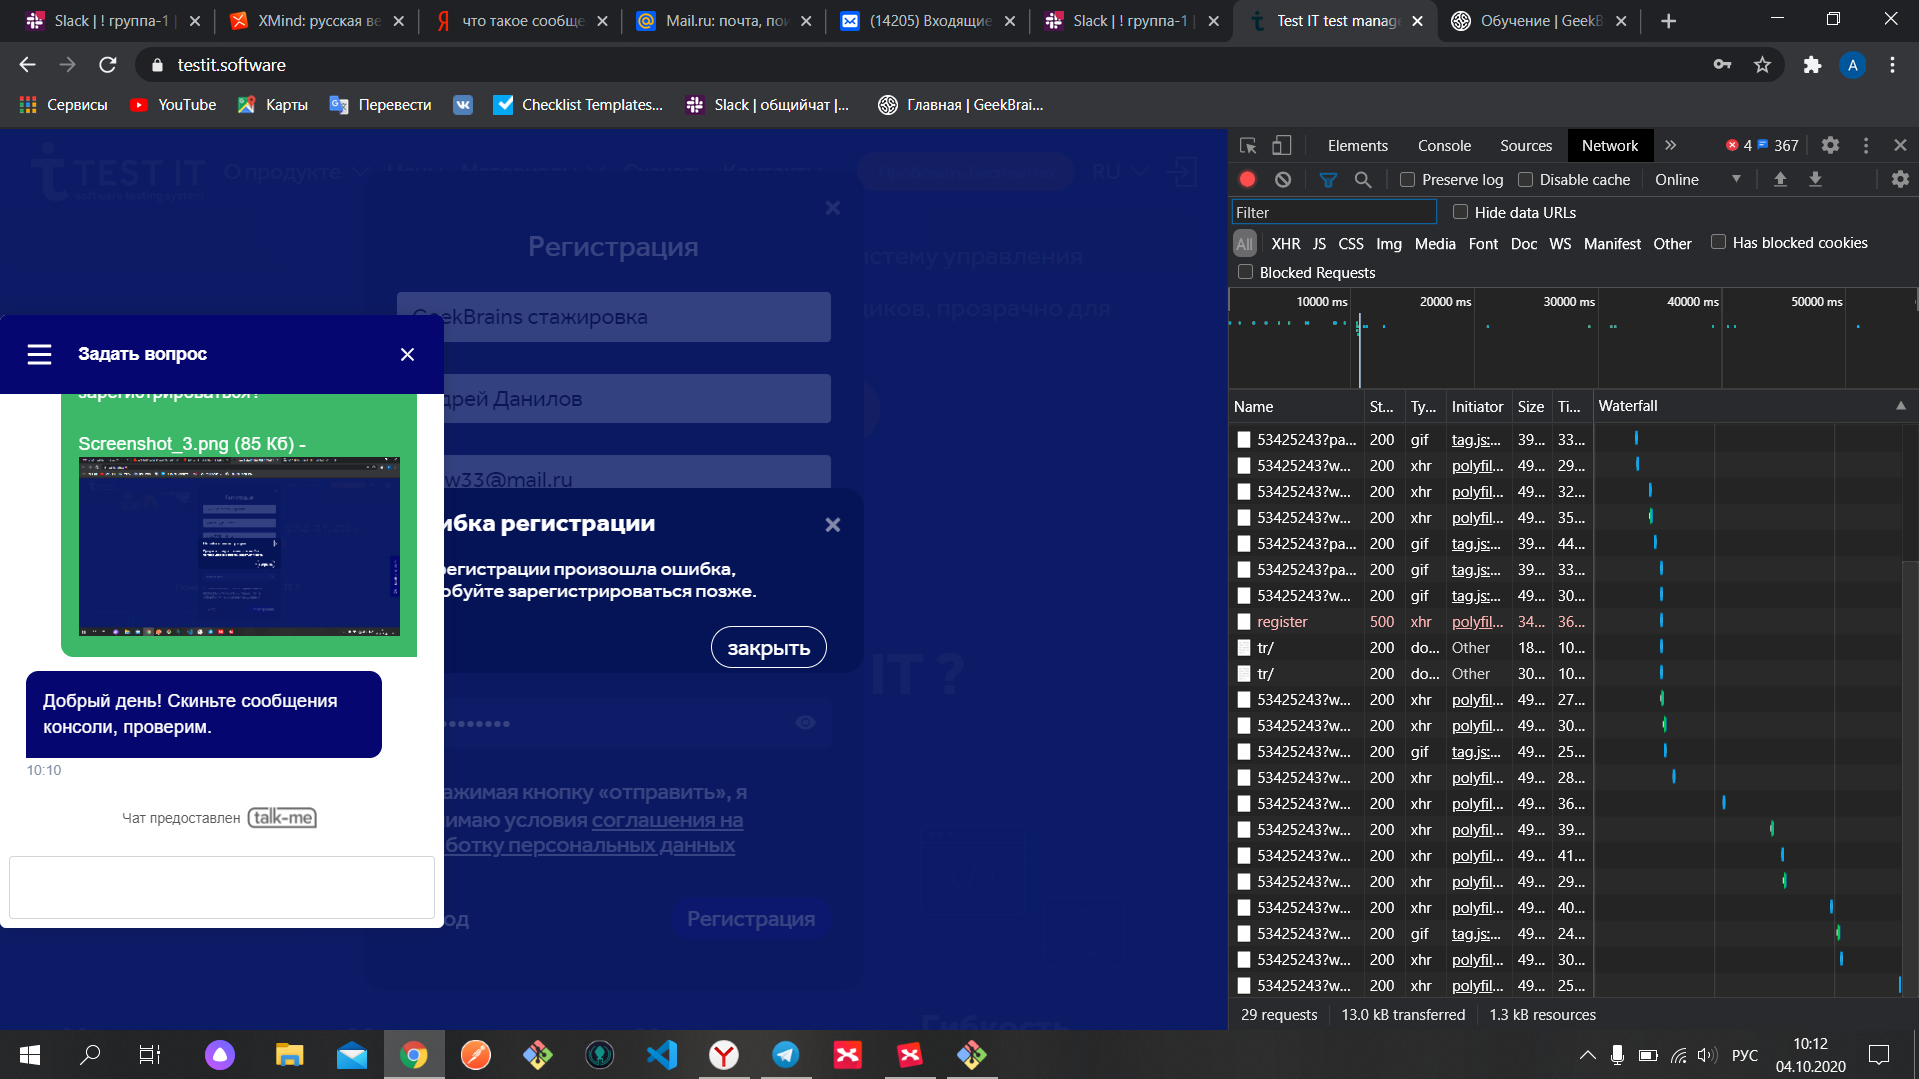 Slack | ! группа-1 |
XMind: русская ве
что такое сообще
Mail.ru: почта, пои
(14205) Входящие
Slack | ! группа-1 |
Test IT test manag
Обучение | GeekB
testit.software
A
Сервисы
YouTube
Карты
Перевести
Checklist Templates...
Slack | общийчат |...
Главная | GeekBrai...
TEST IT
software testing system
О продукте
Цены
Материалы
Скачать
Контакты
RU
Регистрация
истему управления
GeekBrains стажировка
иков, прозрачно для
Задать вопрос
дрей Данилов
Screenshot_3.png (85 Кб) -
w33@mail.ru
ибка регистрации
регистрации произошла ошибка,
обуйте зарегистрироваться позже.
закрыть
IT ?
Добрый день! Скиньте сообщения
консоли, проверим.
10:10
ажимая кнопку «отправить», я
имаю условия соглашения на
ботку персональных данных
Чат предоставлен talk-me
од
Регистрация
Гибкость
Elements
Console
Sources
Network
4
367
Preserve log
Disable cache
Online
Filter
Hide data URLs
All
XHR
JS
CSS
Img
Media
Font
Doc
WS
Manifest
Other
Has blocked cookies
Blocked Requests
10000 ms
20000 ms
30000 ms
40000 ms
50000 ms
Name St... Ty... Initiator Size Ti... Waterfall
53425243?pa... 200 gif tag.js:... 39... 33...
53425243?w... 200 xhr polyfil... 49... 29...
53425243?w... 200 xhr polyfil... 49... 32...
53425243?w... 200 xhr polyfil... 49... 35...
53425243?pa... 200 gif tag.js:... 39... 44...
53425243?pa... 200 gif tag.js:... 39... 33...
53425243?w... 200 gif tag.js:... 49... 30...
register 500 xhr polyfil... 34... 36...
tr/ 200 do... Other 18... 10...
tr/ 200 do... Other 30... 10...
53425243?w... 200 xhr polyfil... 49... 27...
53425243?w... 200 xhr polyfil... 49... 30...
53425243?w... 200 gif tag.js:... 49... 25...
53425243?w... 200 xhr polyfil... 49... 28...
53425243?w... 200 xhr polyfil... 49... 36...
53425243?w... 200 xhr polyfil... 49... 39...
53425243?w... 200 xhr polyfil... 49... 41...
53425243?w... 200 xhr polyfil... 49... 29...
53425243?w... 200 xhr polyfil... 49... 40...
53425243?w... 200 gif tag.js:... 49... 24...
53425243?w... 200 xhr polyfil... 49... 30...
53425243?w... 200 xhr polyfil... 49... 25...
29 requests
13.0 kB transferred
1.3 kB resources
РУС
10:12
04.10.2020